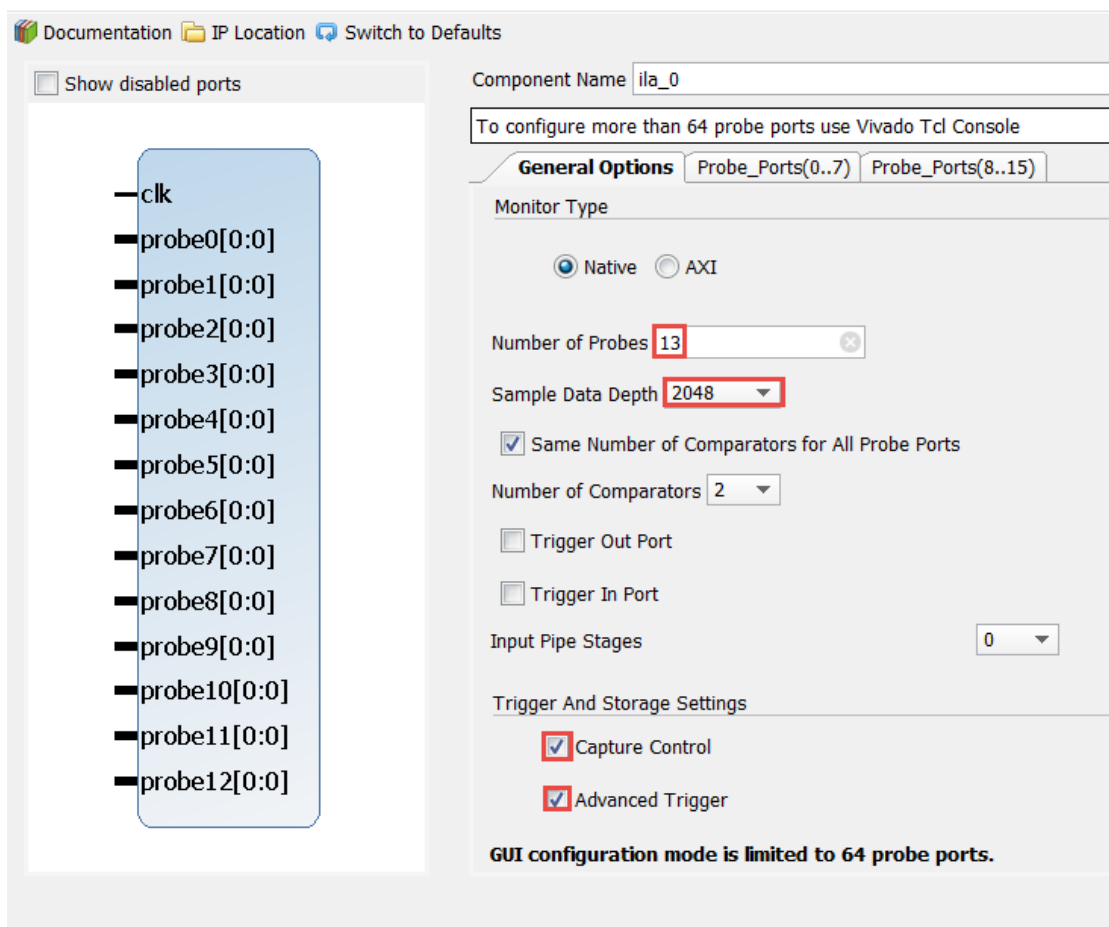 Documentation IP Location Switch to Defaults
Show disabled ports
clk
probe0[0:0]
probe1[0:0]
probe2[0:0]
probe3[0:0]
probe4[0:0]
probe5[0:0]
probe6[0:0]
probe7[0:0]
probe8[0:0]
probe9[0:0]
probe10[0:0]
probe11[0:0]
probe12[0:0]
Component Name ila_0
To configure more than 64 probe ports use Vivado Tcl Console
General Options Probe_Ports(0..7) Probe_Ports(8..15)
Monitor Type
Native AXI
Number of Probes 13
Sample Data Depth 2048
Same Number of Comparators for All Probe Ports
Number of Comparators 2
Trigger Out Port
Trigger In Port
Input Pipe Stages 0
Trigger And Storage Settings
Capture Control
Advanced Trigger
GUI configuration mode is limited to 64 probe ports.